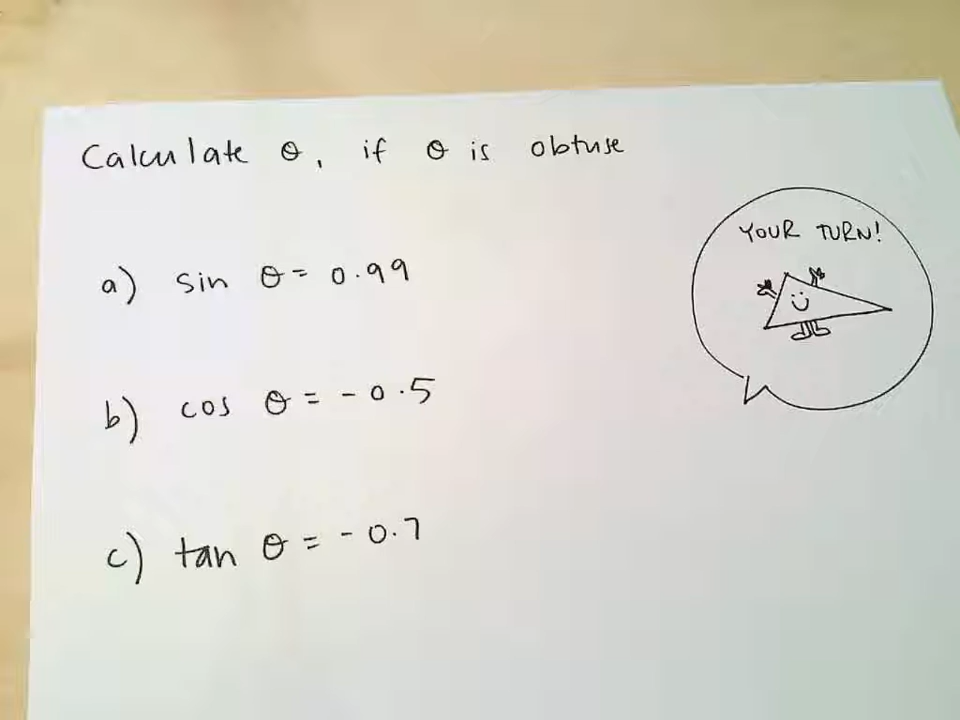 Calculate θ, if θ is obtuse
YOUR TURN!
a) sin θ = 0.99
b) cos θ = - 0.5
c) tan θ = - 0.7